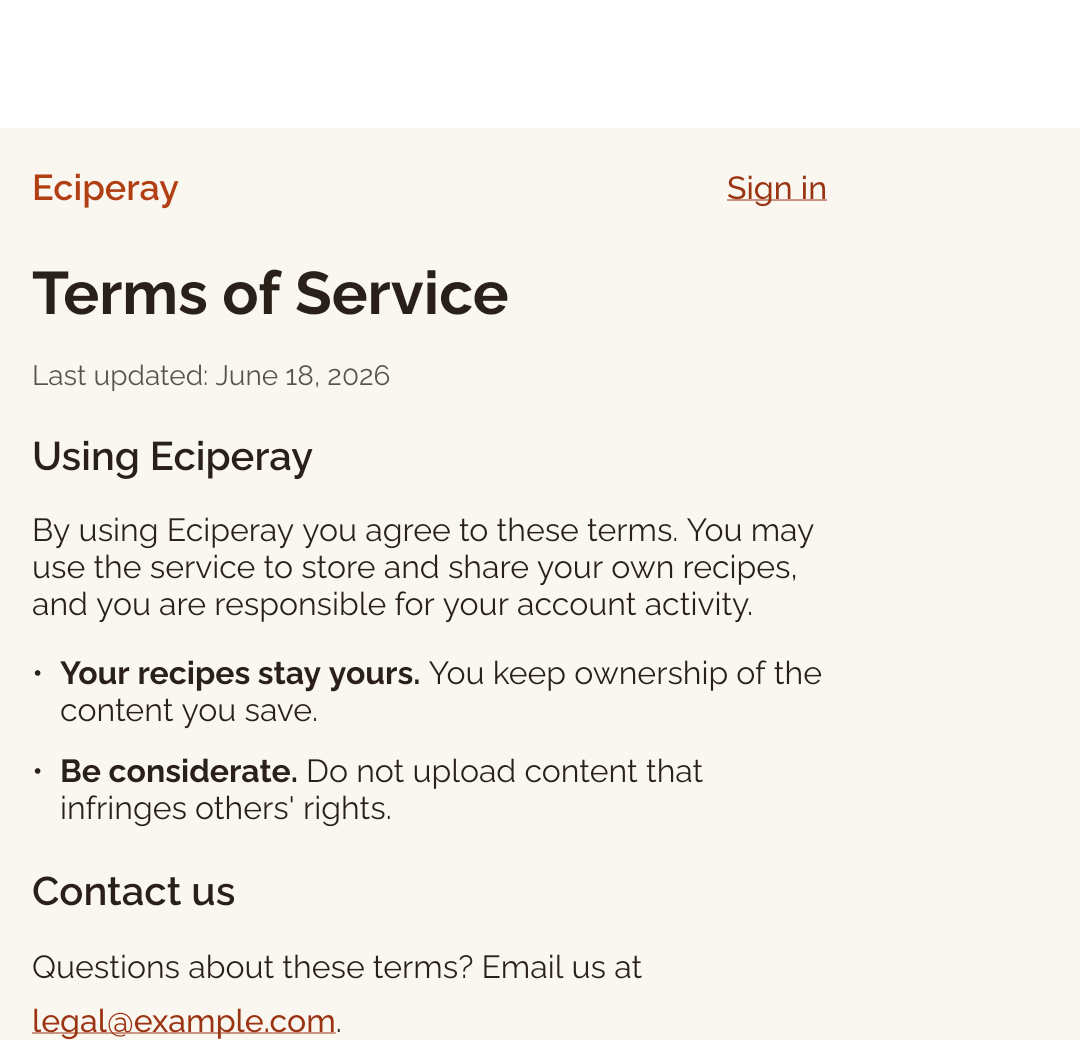 Eciperay
Sign in
Terms of Service
Last updated: June 18, 2026
Using Eciperay
By using Eciperay you agree to these terms. You may
use the service to store and share your own recipes,
and you are responsible for your account activity.
• Your recipes stay yours. You keep ownership of the
content you save.
• Be considerate. Do not upload content that
infringes others' rights.
Contact us
Questions about these terms? Email us at
legal@example.com.